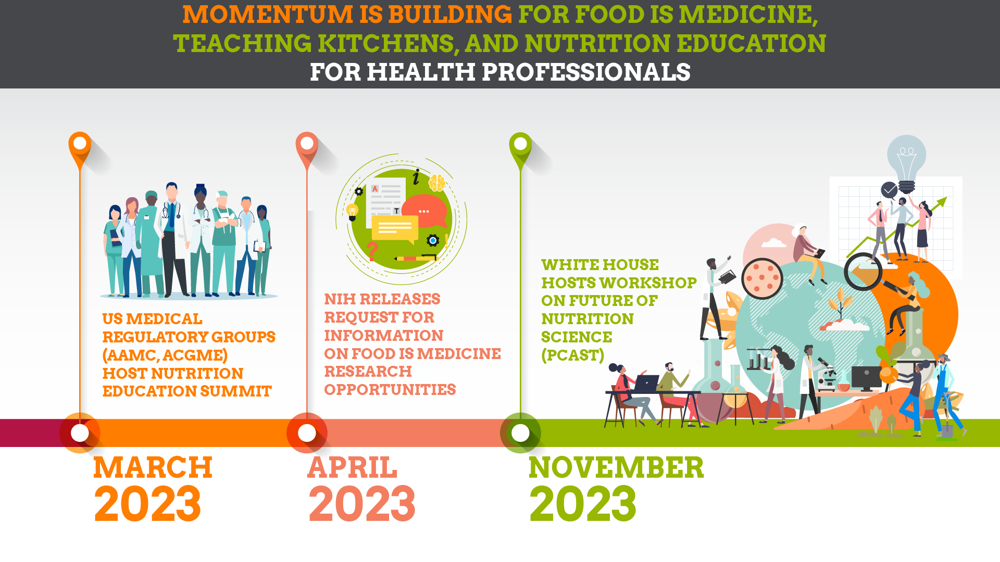 MOMENTUM IS BUILDING FOR FOOD IS MEDICINE,
TEACHING KITCHENS, AND NUTRITION EDUCATION
FOR HEALTH PROFESSIONALS
A
i
T
?
!
US MEDICAL
REGULATORY GROUPS
(AAMC, ACGME)
HOST NUTRITION
EDUCATION SUMMIT
NIH RELEASES
REQUEST FOR
INFORMATION
ON FOOD IS MEDICINE
RESEARCH
OPPORTUNITIES
WHITE HOUSE
HOSTS WORKSHOP
ON FUTURE OF
NUTRITION
SCIENCE
(PCAST)
MARCH
2023
APRIL
2023
NOVEMBER
2023